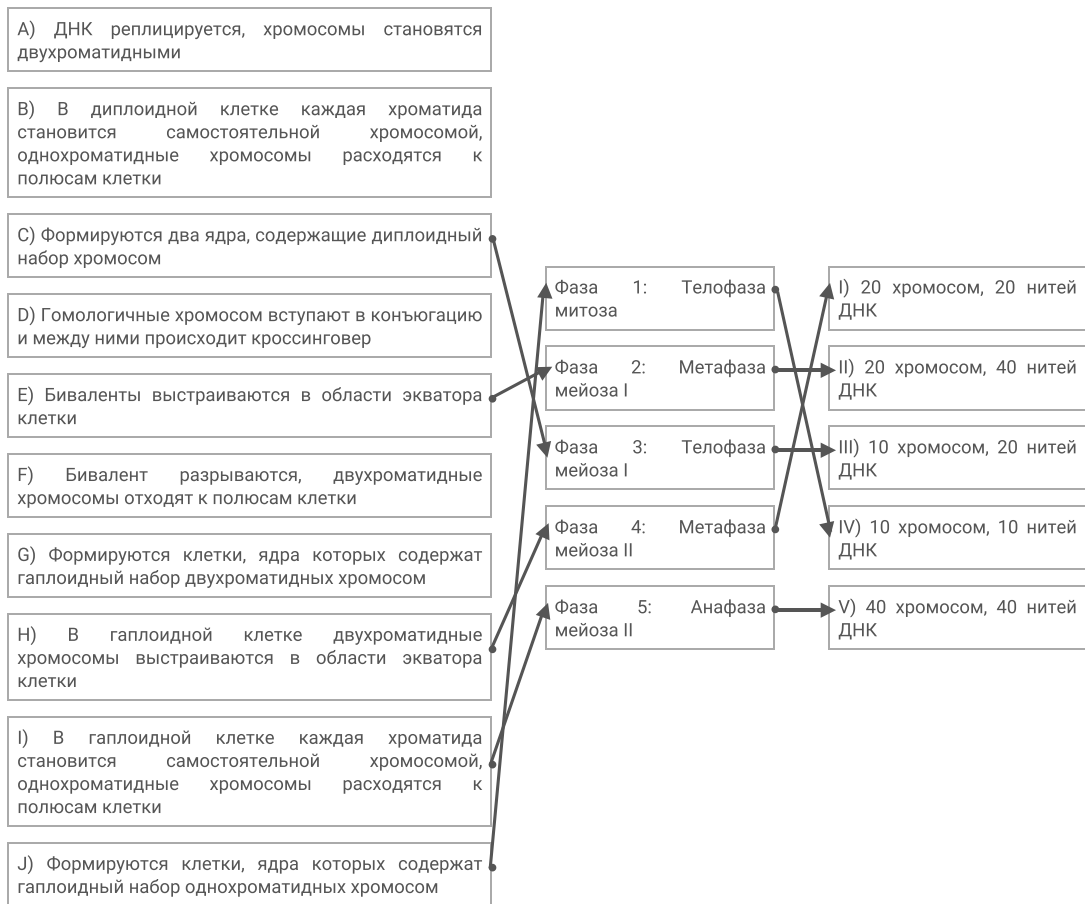 A) ДНК реплицируется, хромосомы становятся
двухроматидными
B) В диплоидной клетке каждая хроматида
становится самостоятельной хромосомой,
однохроматидные хромосомы расходятся к
полюсам клетки
C) Формируются два ядра, содержащие диплоидный
набор хромосом
D) Гомологичные хромосом вступают в конъюгацию
и между ними происходит кроссинговер
E) Биваленты выстраиваются в области экватора
клетки
F) Бивалент разрываются, двухроматидные
хромосомы отходят к полюсам клетки
G) Формируются клетки, ядра которых содержат
гаплоидный набор двухроматидных хромосом
H) В гаплоидной клетке двухроматидные
хромосомы выстраиваются в области экватора
клетки
I) В гаплоидной клетке каждая хроматида
становится самостоятельной хромосомой,
однохроматидные хромосомы расходятся к
полюсам клетки
J) Формируются клетки, ядра которых содержат
гаплоидный набор однохроматидных хромосом
Фаза 1: Телофаза
митоза
Фаза 2: Метафаза
мейоза I
Фаза 3: Телофаза
мейоза I
Фаза 4: Метафаза
мейоза II
Фаза 5: Анафаза
мейоза II
I) 20 хромосом, 20 нитей
ДНК
II) 20 хромосом, 40 нитей
ДНК
III) 10 хромосом, 20 нитей
ДНК
IV) 10 хромосом, 10 нитей
ДНК
V) 40 хромосом, 40 нитей
ДНК